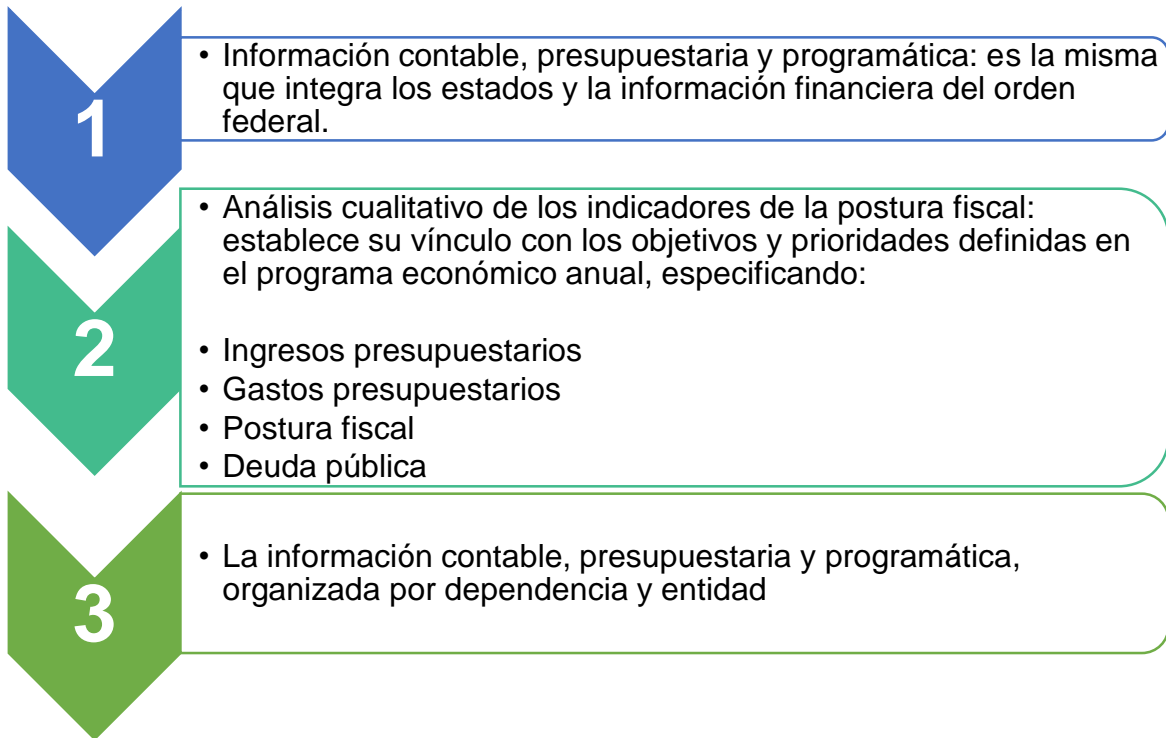 1
• Información contable, presupuestaria y programática: es la misma
que integra los estados y la información financiera del orden
federal.
2
• Análisis cualitativo de los indicadores de la postura fiscal:
establece su vínculo con los objetivos y prioridades definidas en
el programa económico anual, especificando:
• Ingresos presupuestarios
• Gastos presupuestarios
• Postura fiscal
• Deuda pública
3
• La información contable, presupuestaria y programática,
organizada por dependencia y entidad